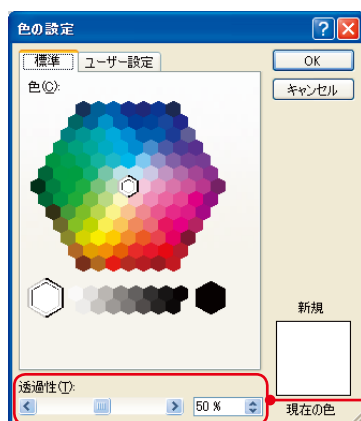 色の設定
標準
ユーザー設定
OK
キャンセル
色(C):
新規
透過性(T):
50 %
現在の色